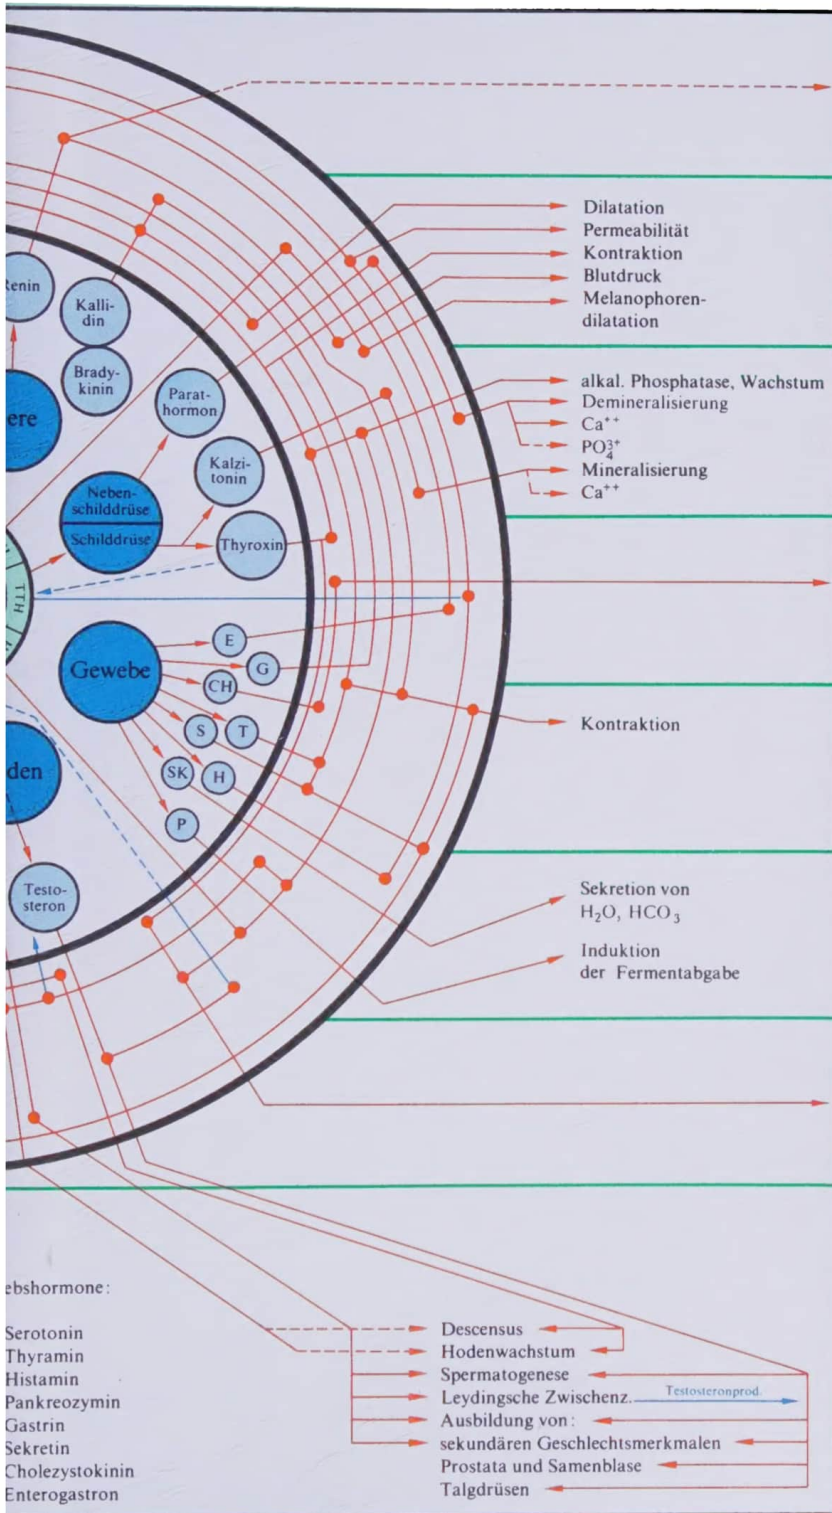 Dilatation
Permeabilität
Kontraktion
Blutdruck
Melanophoren-
dilatation
alkal. Phosphatase, Wachstum
Demineralisierung
Ca⁺⁺
PO₄³⁺
Mineralisierung
Ca⁺⁺
Renin
Kalli-
din
Brady-
kinin
ere
Parat-
hormon
Kalzi-
tonin
Neben-
schilddrüse
Schilddrüse
Thyroxin
TTH
Gewebe
E
G
CH
S
T
SK
H
P
Kontraktion
den
Testo-
steron
Sekretion von
H₂O, HCO₃
Induktion
der Fermentabgabe
ebshormone:
Serotonin
Thyramin
Histamin
Pankreozymin
Gastrin
Sekretin
Cholezystokinin
Enterogastron
Descensus
Hodenwachstum
Spermatogenese
Leydingsche Zwischenz. Testosteronprod.
Ausbildung von:
sekundären Geschlechtsmerkmalen
Prostata und Samenblase
Talgdrüsen